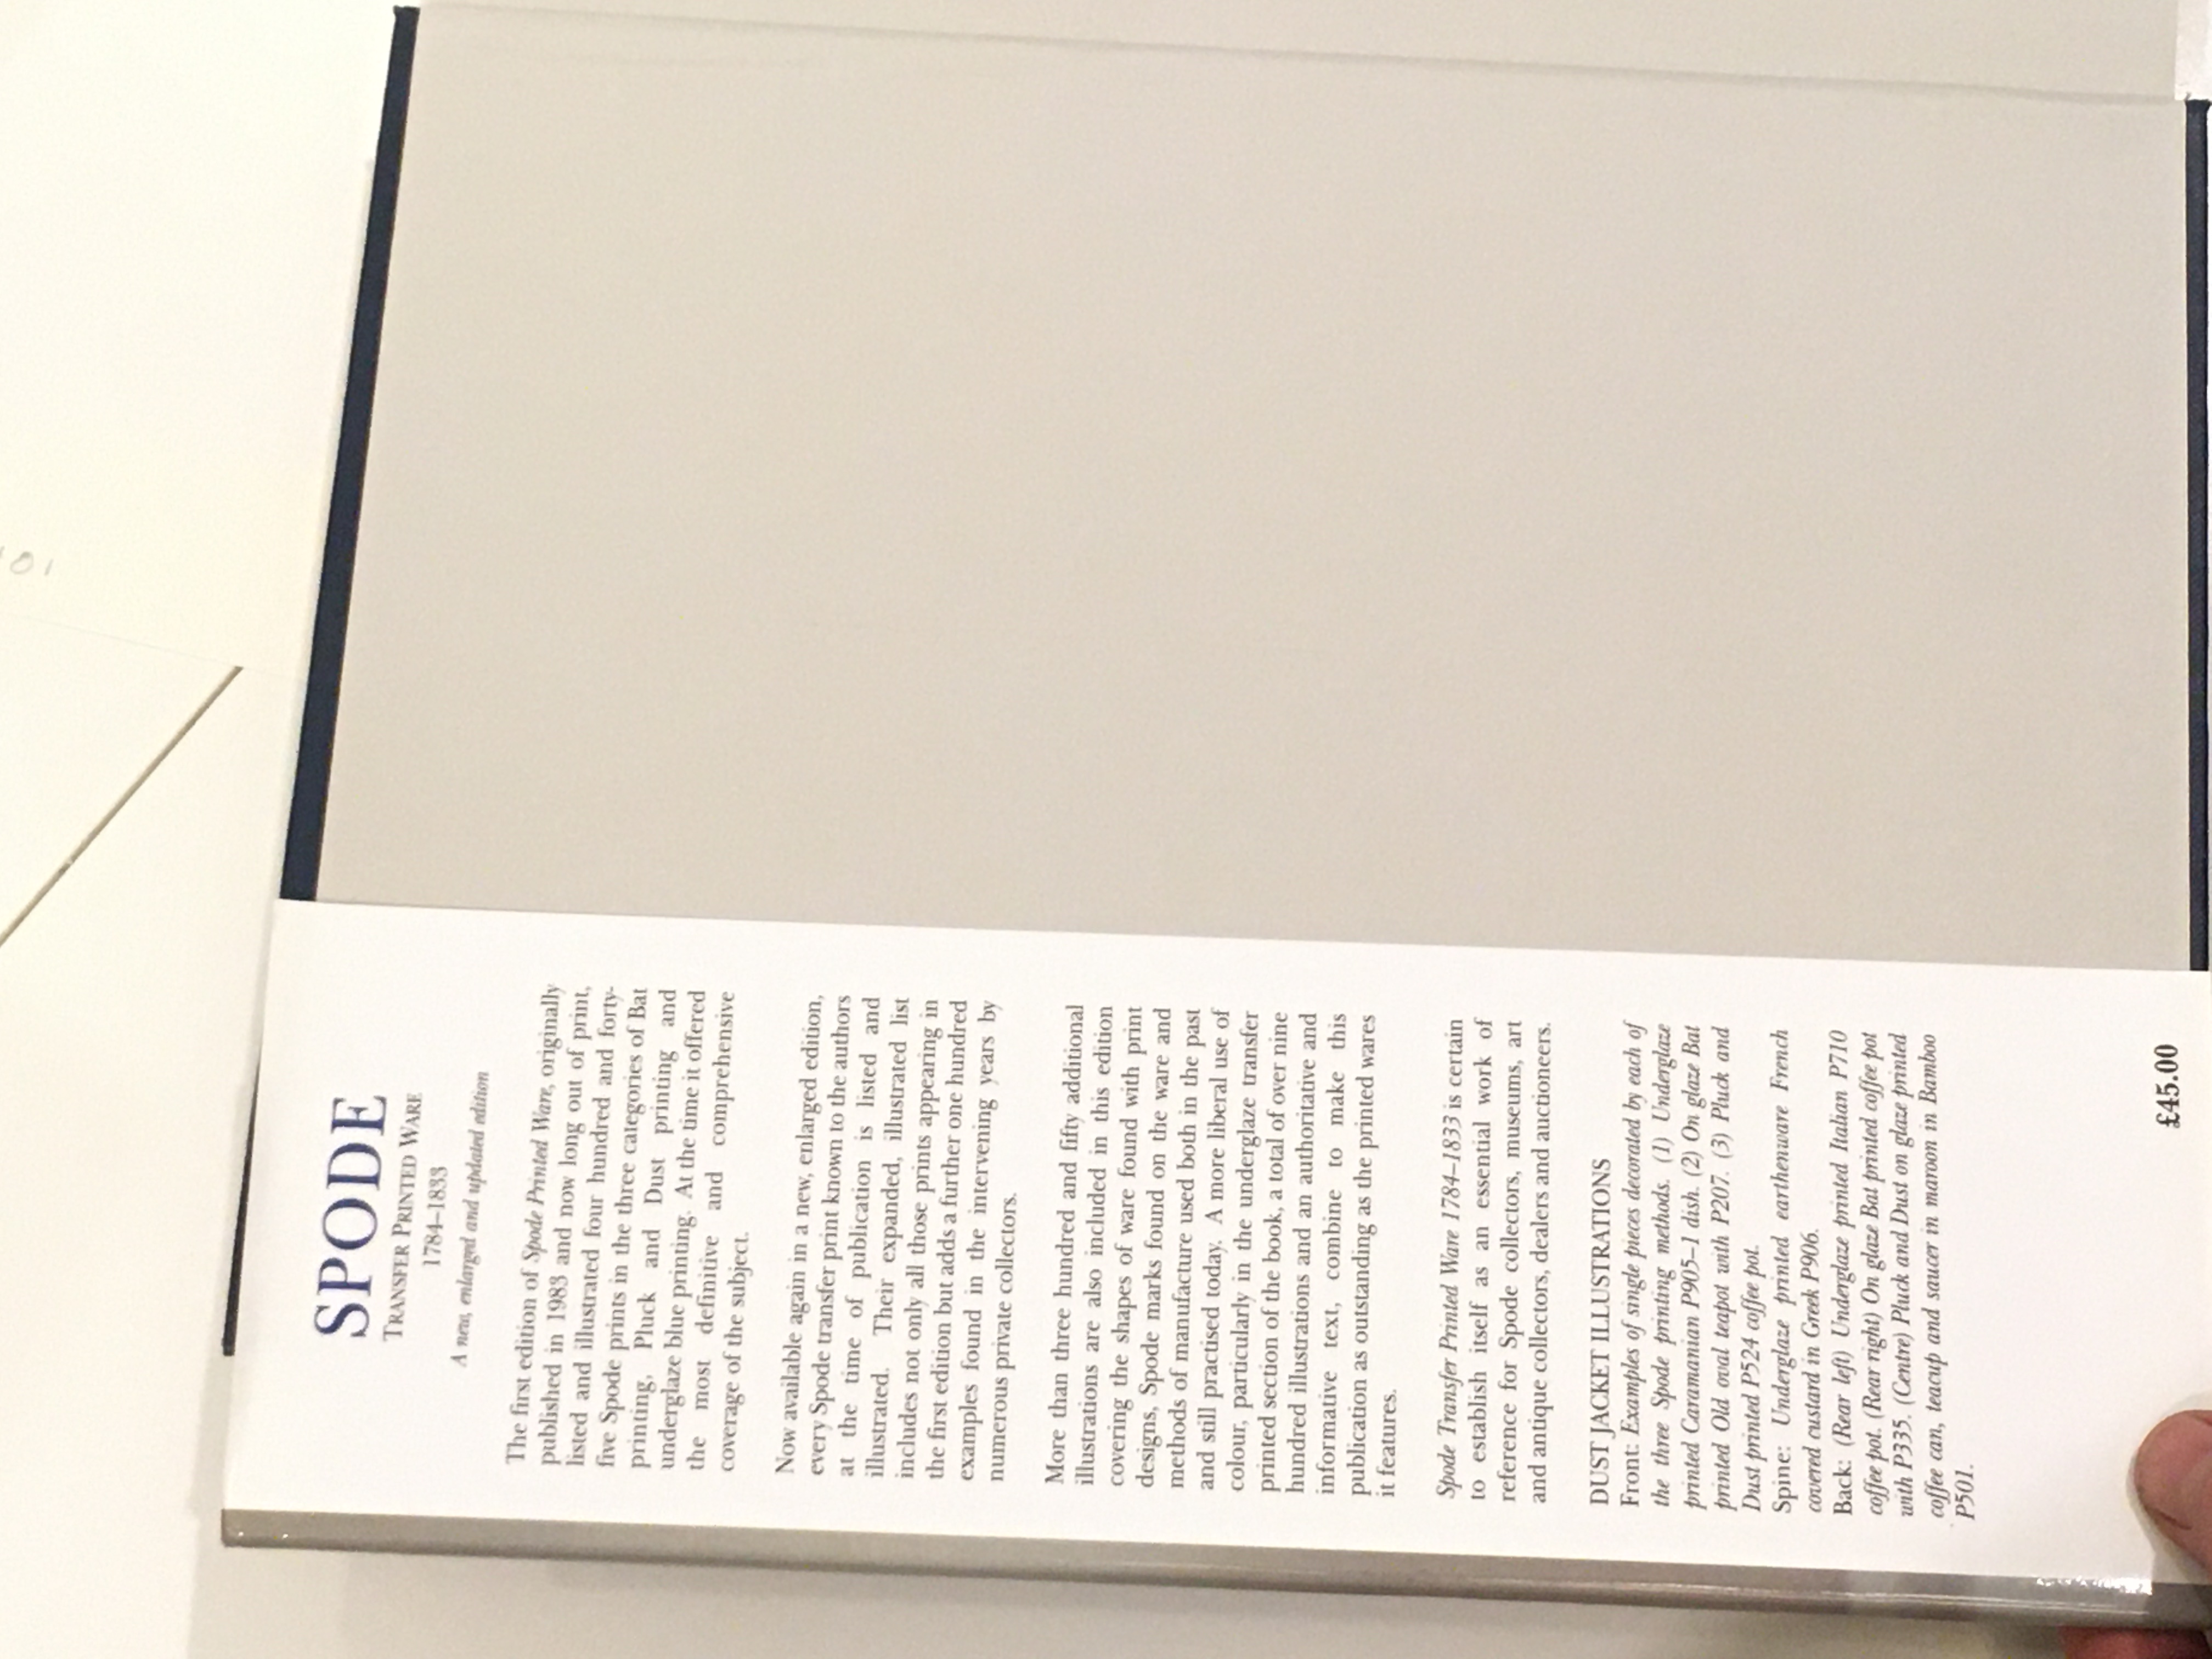 SPODE
TRANSFER PRINTED WARE
1784–1833
A new, enlarged and updated edition
The first edition of Spode Printed Ware, originally
published in 1983 and now long out of print,
listed and illustrated four hundred and forty-
five Spode prints in the three categories of Bat
printing, Pluck and Dust printing and
underglaze blue printing. At the time it offered
the most definitive and comprehensive
coverage of the subject.
Now available again in a new, enlarged edition,
every Spode transfer print known to the authors
at the time of publication is listed and
illustrated. Their expanded, illustrated list
includes not only all those prints appearing in
the first edition but adds a further one hundred
examples found in the intervening years by
numerous private collectors.
More than three hundred and fifty additional
illustrations are also included in this edition
covering the shapes of ware found with print
designs, Spode marks found on the ware and
methods of manufacture used both in the past
and still practised today. A more liberal use of
colour, particularly in the underglaze transfer
printed section of the book, a total of over nine
hundred illustrations and an authoritative and
informative text, combine to make this
publication as outstanding as the printed wares
it features.
Spode Transfer Printed Ware 1784–1833 is certain
to establish itself as an essential work of
reference for Spode collectors, museums, art
and antique collectors, dealers and auctioneers.
DUST JACKET ILLUSTRATIONS
Front: Examples of single pieces decorated by each of
the three Spode printing methods. (1) Underglaze
printed Caramanian P905–1 dish. (2) On glaze Bat
printed Old oval teapot with P207. (3) Pluck and
Dust printed P524 coffee pot.
Spine: Underglaze printed earthenware French
covered custard in Greek P906.
Back: (Rear left) Underglaze printed Italian P710
coffee pot. (Rear right) On glaze Bat printed coffee pot
with P335. (Centre) Pluck and Dust on glaze printed
coffee can, teacup and saucer in maroon in Bamboo
P501.
£45.00